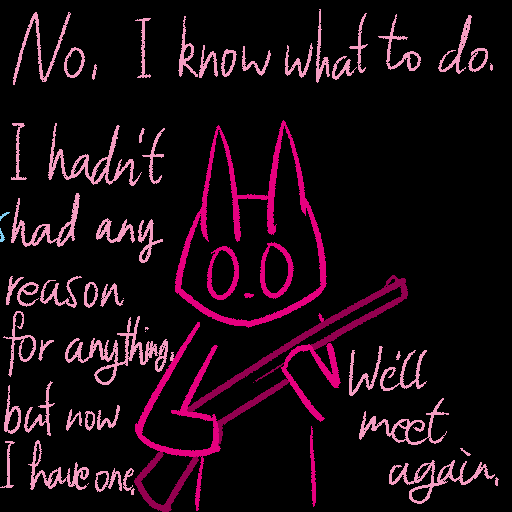 No, I know what to do.
I hadn't
had any
reason
for anything,
but now
I have one.
We'll
meet
again.